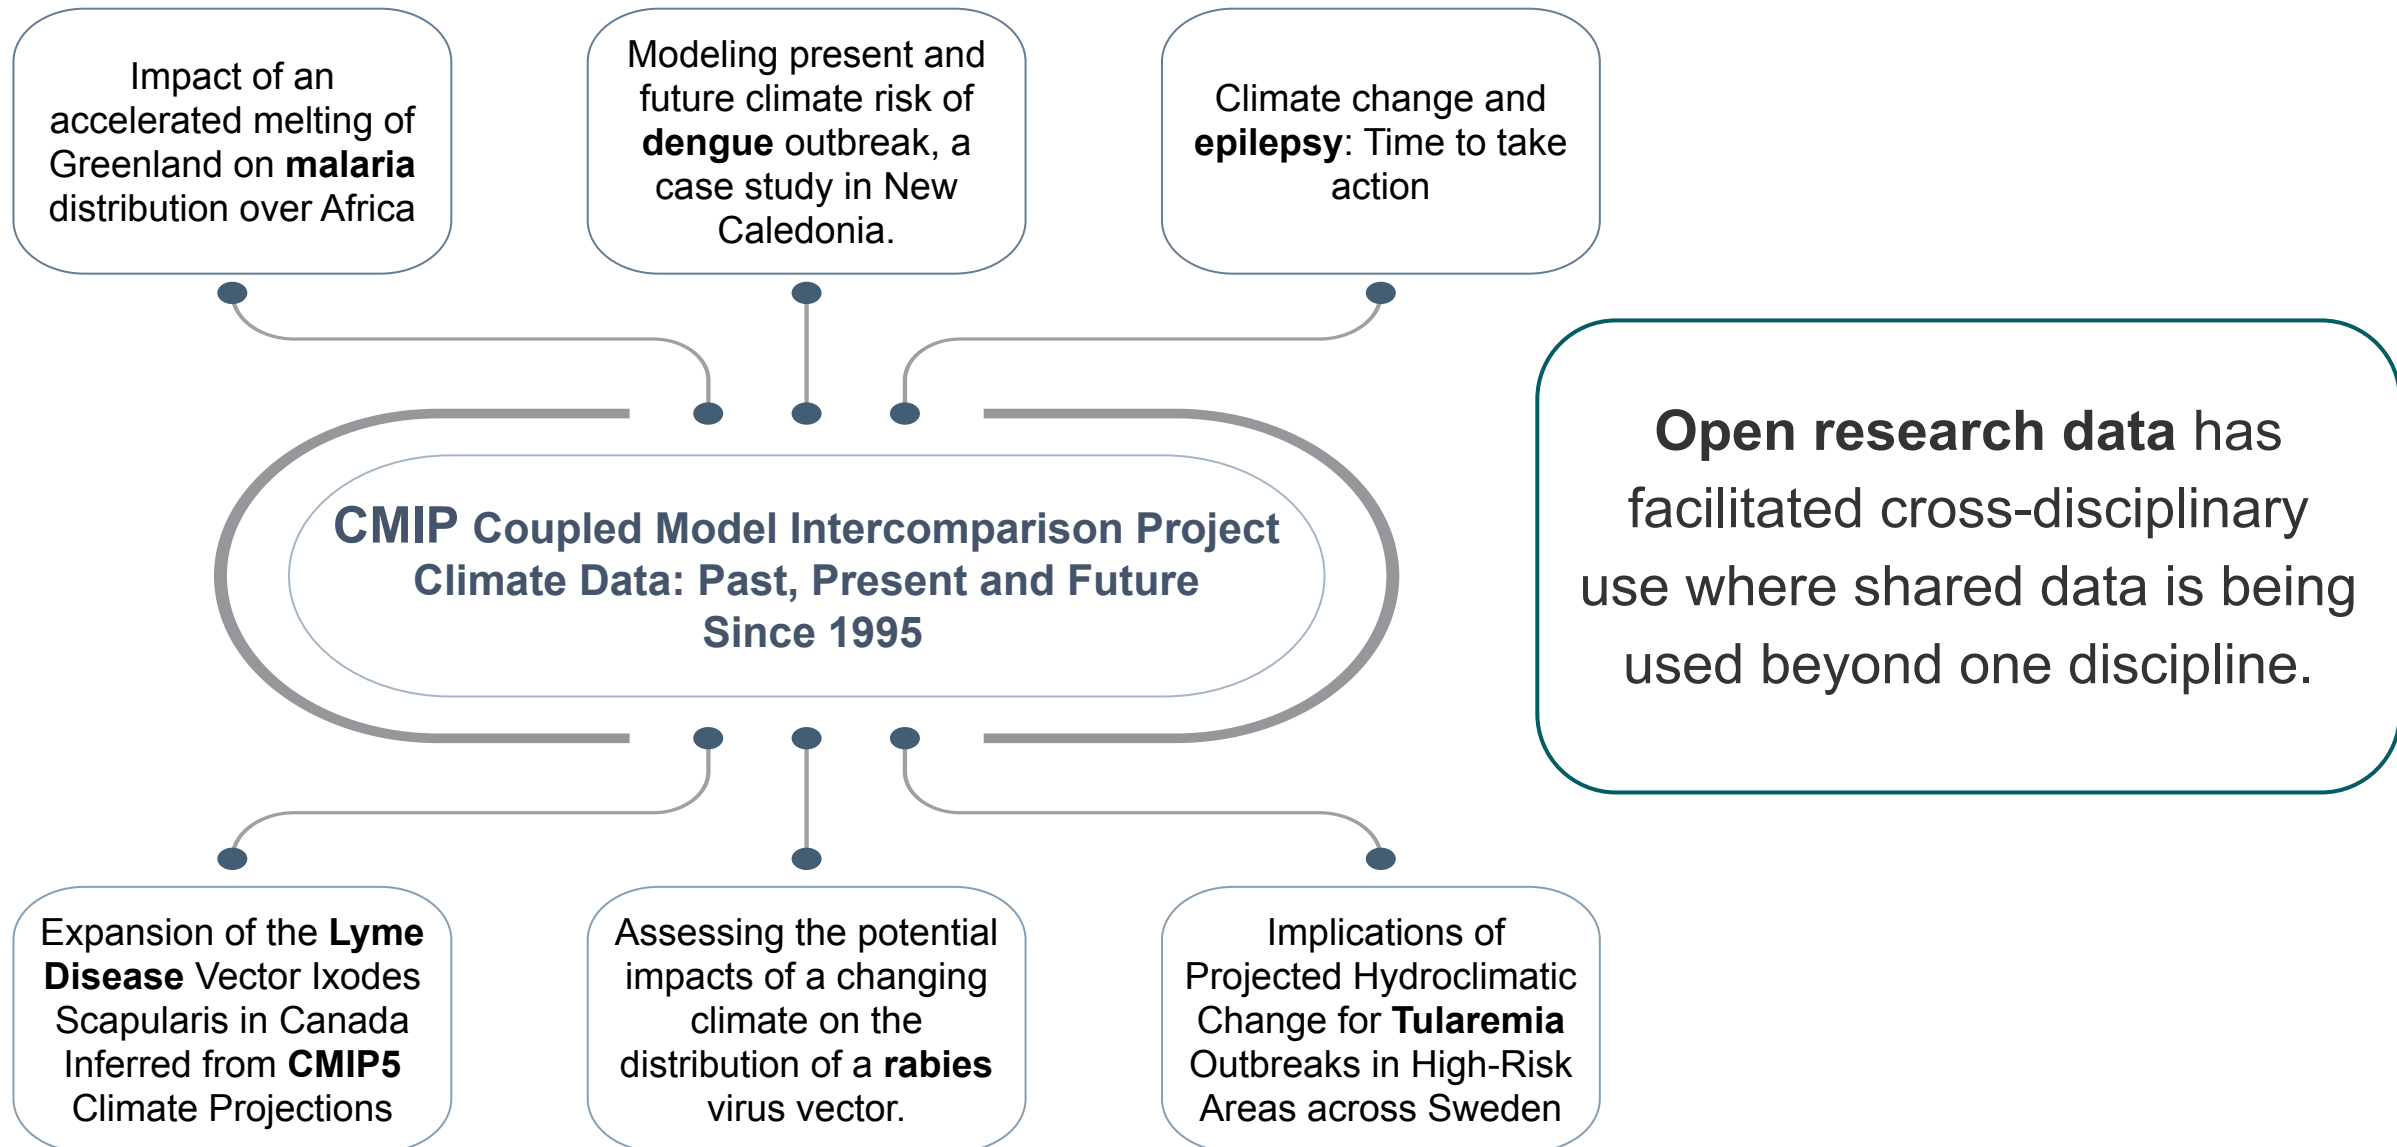 Impact of an
accelerated melting of
Greenland on malaria
distribution over Africa
Modeling present and
future climate risk of
dengue outbreak, a
case study in New
Caledonia.
Climate change and
epilepsy: Time to take
action
CMIP Coupled Model Intercomparison Project
Climate Data: Past, Present and Future
Since 1995
Open research data has
facilitated cross-disciplinary
use where shared data is being
used beyond one discipline.
Expansion of the Lyme
Disease Vector Ixodes
Scapularis in Canada
Inferred from CMIP5
Climate Projections
Assessing the potential
impacts of a changing
climate on the
distribution of a rabies
virus vector.
Implications of
Projected Hydroclimatic
Change for Tularemia
Outbreaks in High-Risk
Areas across Sweden